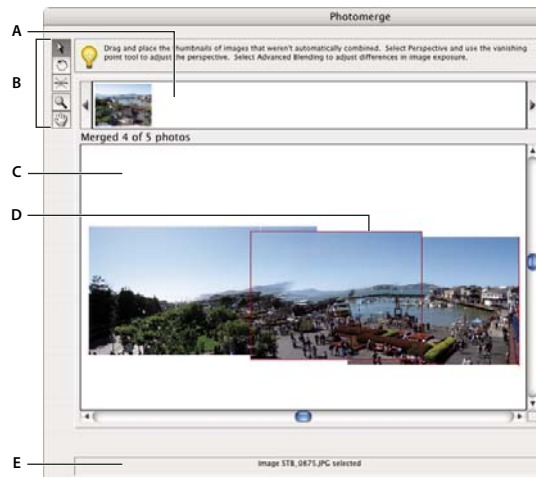 Photomerge
A
Drag and place the thumbnails of images that weren't automatically combined. Select Perspective and use the vanishing
point tool to adjust the perspective. Select Advanced Blending to adjust differences in image exposure.
B
Merged 4 of 5 photos
C
D
E
Image STB_0875.JPG selected